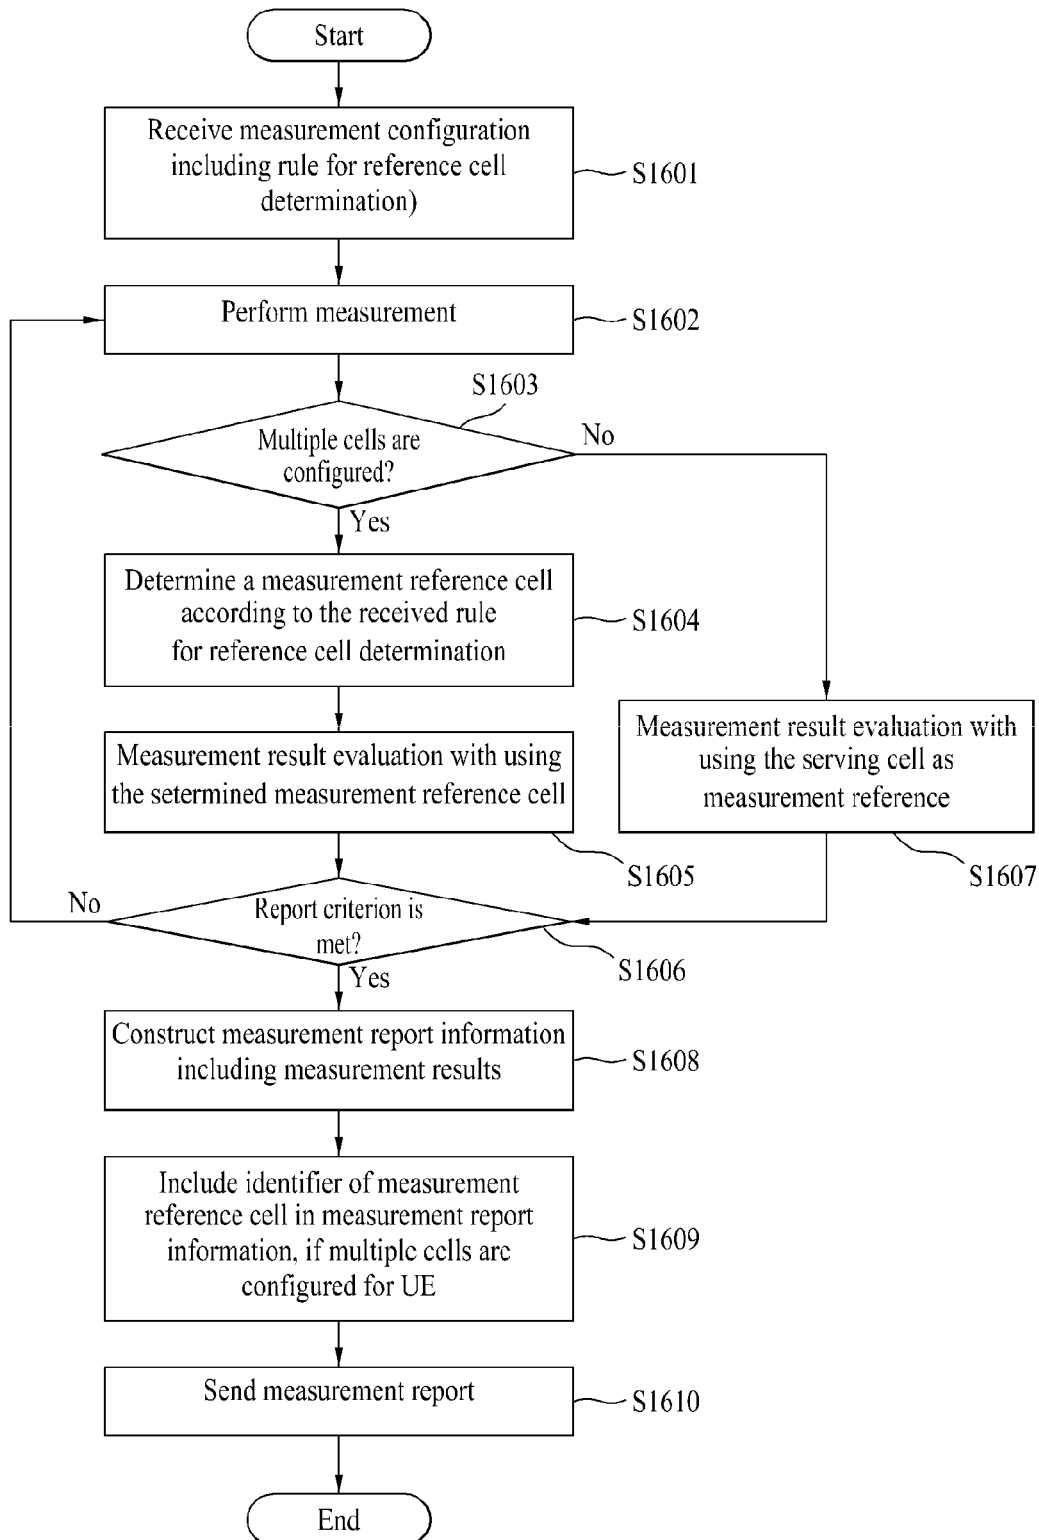 Start
Receive measurement configuration
including rule for reference cell
determination)
S1601
Perform measurement
S1602
S1603
Multiple cells are
configured?
No
Yes
Determine a measurement reference cell
according to the received rule
for reference cell determination
S1604
Measurement result evaluation with using
the setermined measurement reference cell
S1605
Measurement result evaluation with
using the serving cell as
measurement reference
S1607
No
Report criterion is
met?
S1606
Yes
Construct measurement report information
including measurement results
S1608
Include identifier of measurement
reference cell in measurement report
information, if multiple cells are
configured for UE
S1609
Send measurement report
S1610
End